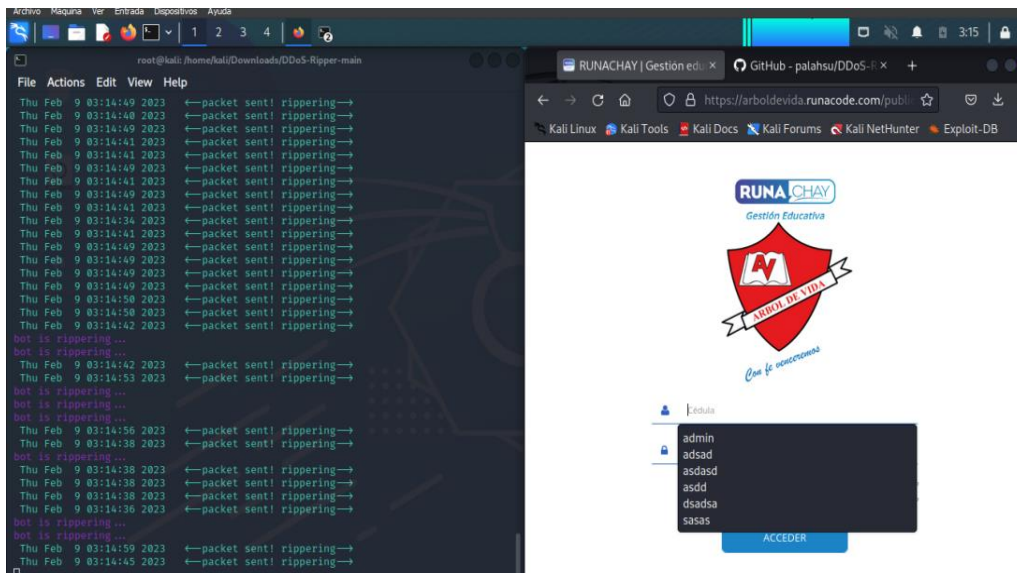 Archivo Máquina Ver Entrada Dispositivos Ayuda
1 2 3 4
3:15
root@kali: /home/kali/Downloads/DDoS-Ripper-main
File Actions Edit View Help
Thu Feb 9 03:14:49 2023 ←—packet sent! rippering—→
Thu Feb 9 03:14:40 2023 ←—packet sent! rippering—→
Thu Feb 9 03:14:49 2023 ←—packet sent! rippering—→
Thu Feb 9 03:14:41 2023 ←—packet sent! rippering—→
Thu Feb 9 03:14:41 2023 ←—packet sent! rippering—→
Thu Feb 9 03:14:49 2023 ←—packet sent! rippering—→
Thu Feb 9 03:14:41 2023 ←—packet sent! rippering—→
Thu Feb 9 03:14:49 2023 ←—packet sent! rippering—→
Thu Feb 9 03:14:41 2023 ←—packet sent! rippering—→
Thu Feb 9 03:14:34 2023 ←—packet sent! rippering—→
Thu Feb 9 03:14:41 2023 ←—packet sent! rippering—→
Thu Feb 9 03:14:49 2023 ←—packet sent! rippering—→
Thu Feb 9 03:14:49 2023 ←—packet sent! rippering—→
Thu Feb 9 03:14:49 2023 ←—packet sent! rippering—→
Thu Feb 9 03:14:49 2023 ←—packet sent! rippering—→
Thu Feb 9 03:14:50 2023 ←—packet sent! rippering—→
Thu Feb 9 03:14:50 2023 ←—packet sent! rippering—→
Thu Feb 9 03:14:42 2023 ←—packet sent! rippering—→
bot is rippering...
bot is rippering...
Thu Feb 9 03:14:42 2023 ←—packet sent! rippering—→
Thu Feb 9 03:14:53 2023 ←—packet sent! rippering—→
bot is rippering...
bot is rippering...
bot is rippering...
Thu Feb 9 03:14:56 2023 ←—packet sent! rippering—→
Thu Feb 9 03:14:38 2023 ←—packet sent! rippering—→
bot is rippering...
Thu Feb 9 03:14:38 2023 ←—packet sent! rippering—→
Thu Feb 9 03:14:38 2023 ←—packet sent! rippering—→
Thu Feb 9 03:14:38 2023 ←—packet sent! rippering—→
Thu Feb 9 03:14:36 2023 ←—packet sent! rippering—→
bot is rippering...
bot is rippering...
Thu Feb 9 03:14:59 2023 ←—packet sent! rippering—→
Thu Feb 9 03:14:45 2023 ←—packet sent! rippering—→
RUNACHAY | Gestión edu × GitHub - palahsu/DDoS-R × +
https://arboldevida.runacode.com/publi
Kali Linux Kali Tools Kali Docs Kali Forums Kali NetHunter Exploit-DB
RUNA CHAY
Gestión Educativa
AV
ARBOL DE VIDA
Con fe venceremos
Cédula
admin
adsad
asdasd
asdd
dsadsa
sasas
ACCEDER